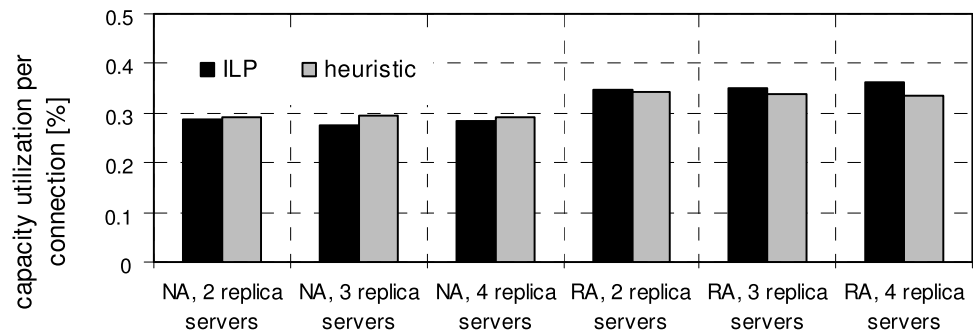 capacity utilization per
connection [%]
0.5
0.4
0.3
0.2
0.1
0
ILP heuristic
NA, 2 replica servers
NA, 3 replica servers
NA, 4 replica servers
RA, 2 replica servers
RA, 3 replica servers
RA, 4 replica servers